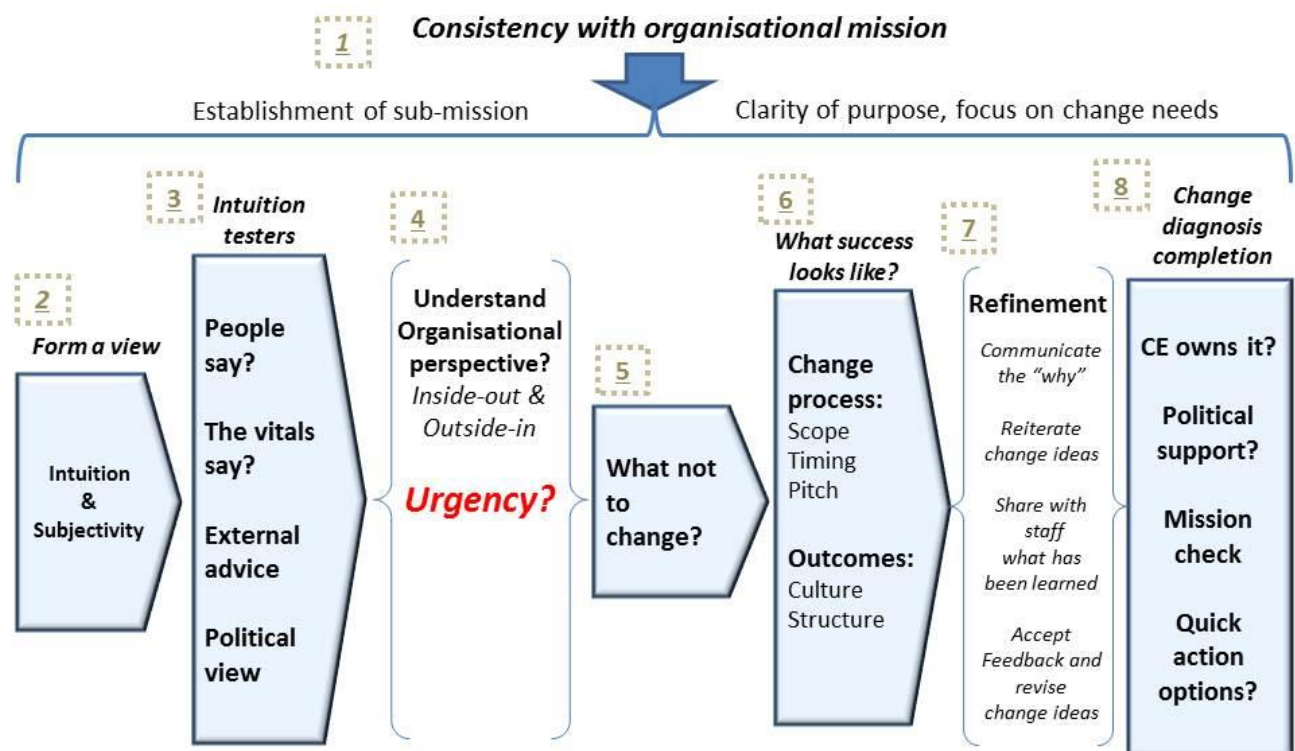 1
Consistency with organisational mission
Establishment of sub-mission
Clarity of purpose, focus on change needs
2
Form a view
Intuition
&
Subjectivity
3
Intuition
testers
People
say?
The vitals
say?
External
advice
Political
view
4
Understand
Organisational
perspective?
Inside-out &
Outside-in
Urgency?
5
What not
to
change?
6
What success
looks like?
Change
process:
Scope
Timing
Pitch
Outcomes:
Culture
Structure
7
Refinement
Communicate
the “why”
Reiterate
change ideas
Share with
staff
what has
been learned
Accept
Feedback and
revise
change ideas
8
Change
diagnosis
completion
CE owns it?
Political
support?
Mission
check
Quick
action
options?